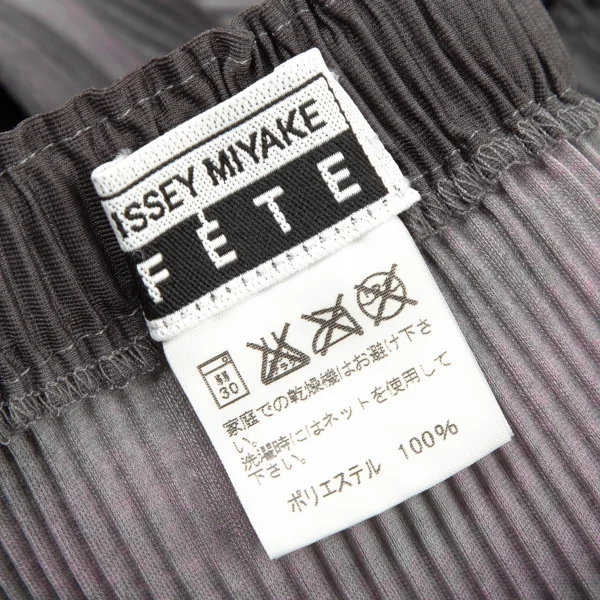 ISSEY MIYAKE
FÊTE
弱
30
家庭での乾燥機はお避け下さ
い。
洗濯時にはネットを使用して
下さい。
ポリエステル 100%